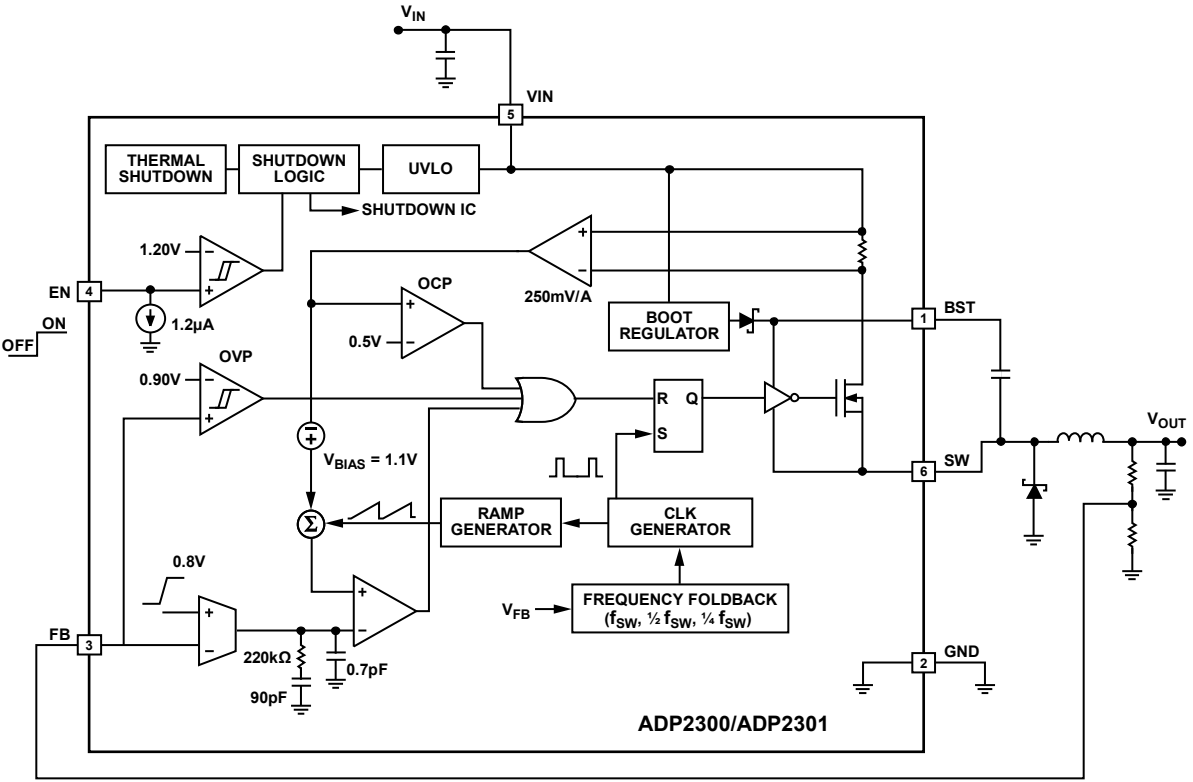 VIN
VIN
5
THERMAL
SHUTDOWN
SHUTDOWN
LOGIC
UVLO
SHUTDOWN IC
1.20V
−
+
EN
4
1.2µA
ON
OFF
+
−
250mV/A
OCP
+
0.5V
−
BOOT
REGULATOR
1
BST
OVP
0.90V
−
+
R
Q
S
VOUT
SW
6
VBIAS = 1.1V
Σ
RAMP
GENERATOR
CLK
GENERATOR
0.8V
+
−
+
−
VFB
FREQUENCY FOLDBACK
(fSW, ½ fSW, ¼ fSW)
FB
3
220kΩ
0.7pF
90pF
2
GND
ADP2300/ADP2301